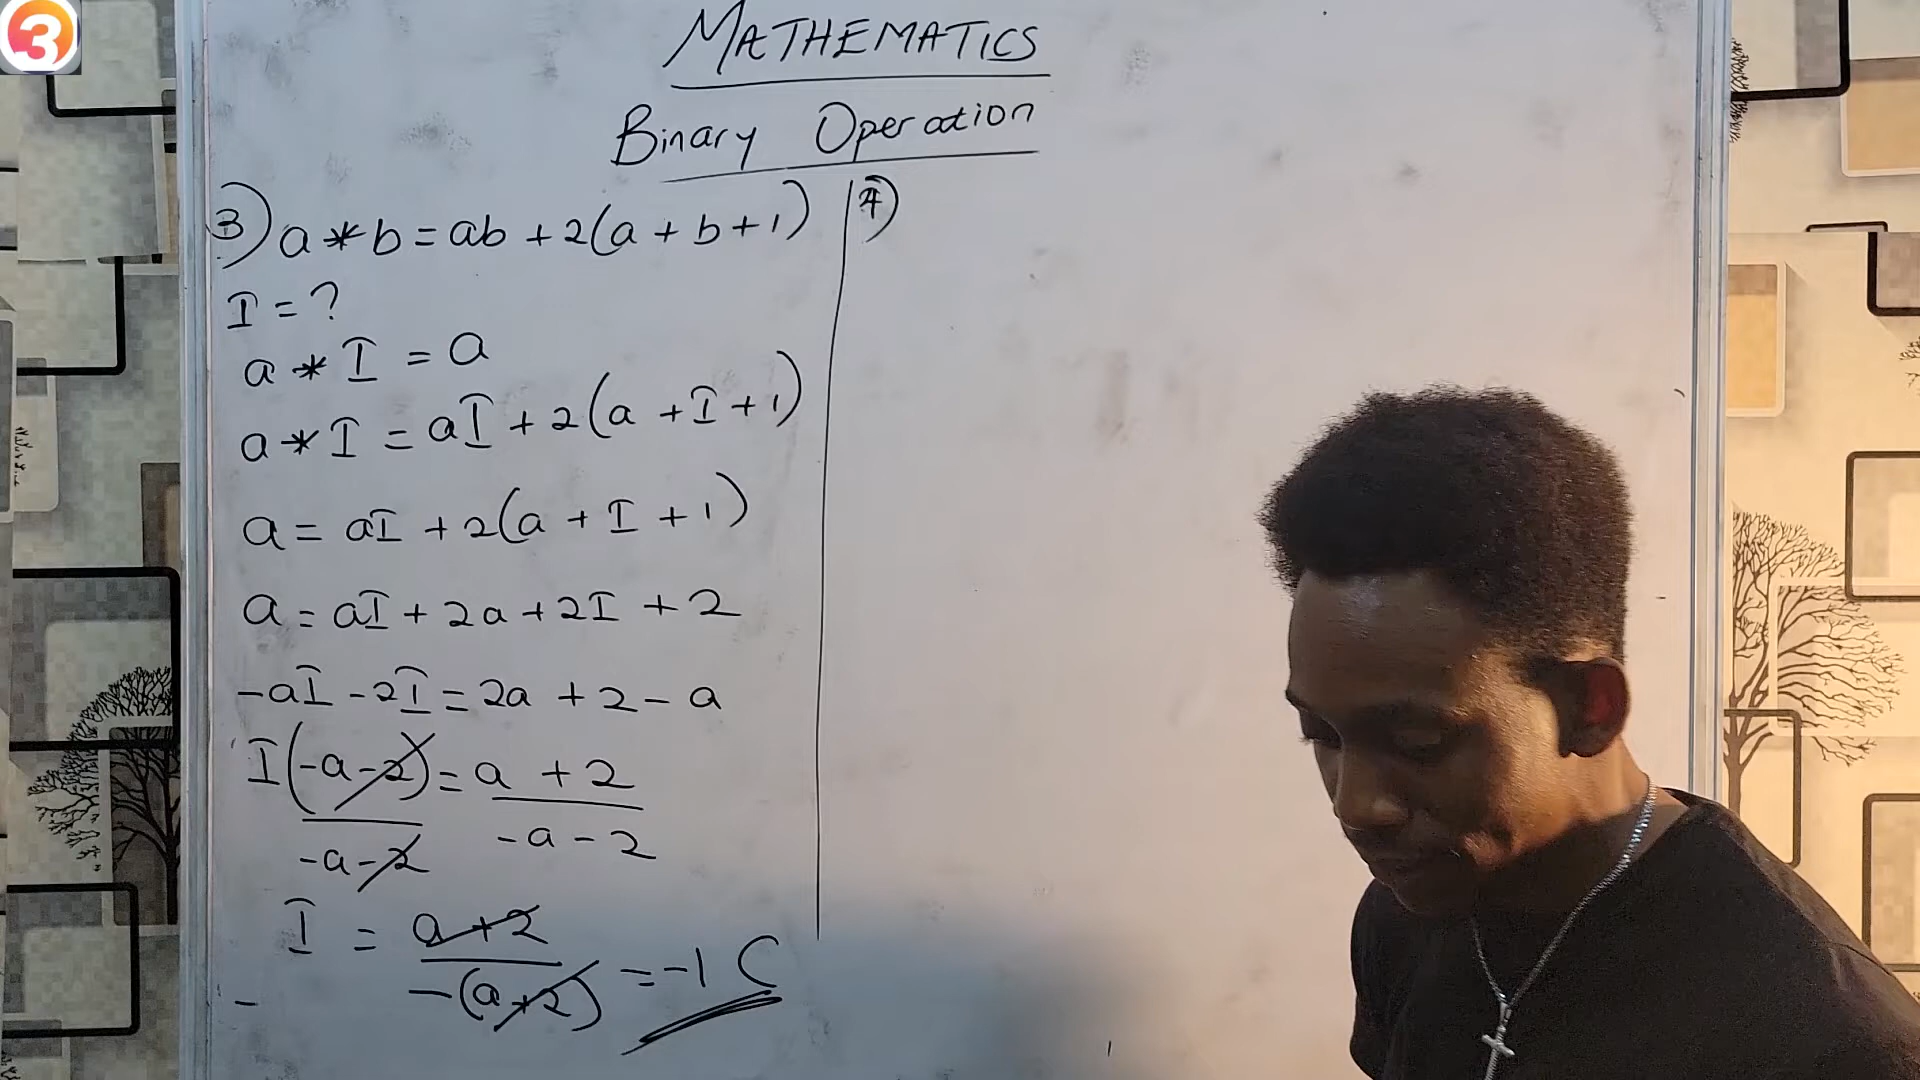 3
MATHEMATICS
Binary Operation
3) a * b = ab + 2(a + b + 1)
I = ?
a * I = a
a * I = aI + 2(a + I + 1)
a = aI + 2(a + I + 1)
a = aI + 2a + 2I + 2
-aI - 2I = 2a + 2 - a
I(-a-2) = a + 2
-a-2 -a-2
I = a+2
-(a+2) = -1 C
4)